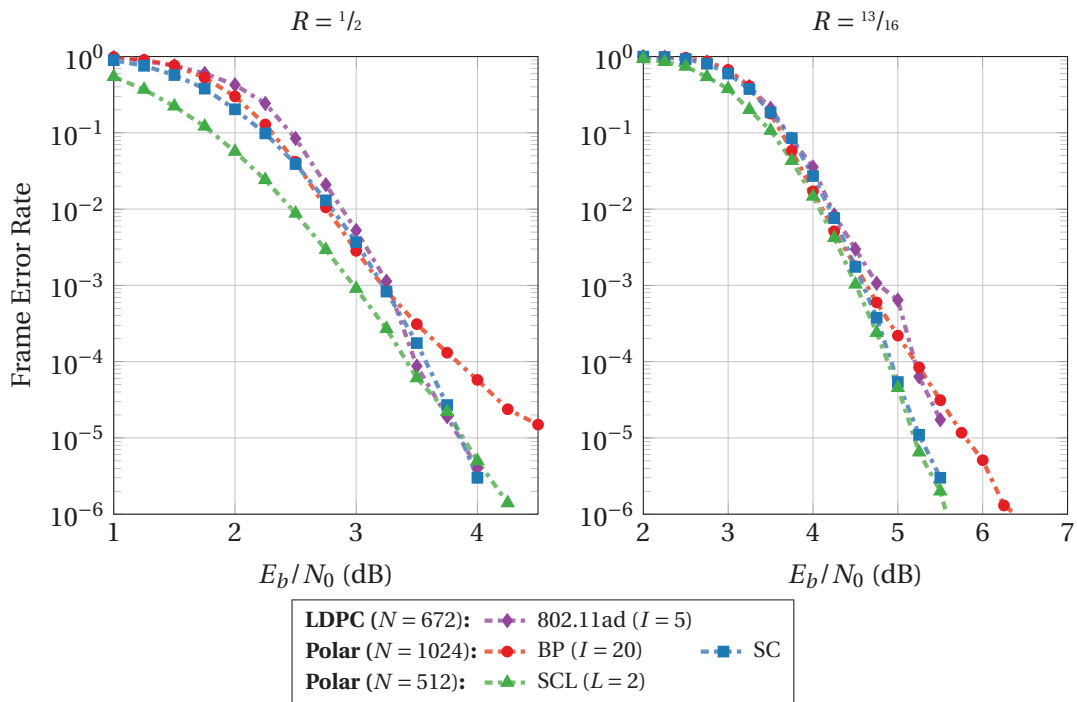 R = 1/2
R = 13/16
Frame Error Rate
10^0
10^-1
10^-2
10^-3
10^-4
10^-5
10^-6
1 2 3 4
E_b/N_0 (dB)
10^0
10^-1
10^-2
10^-3
10^-4
10^-5
10^-6
2 3 4 5 6 7
E_b/N_0 (dB)
LDPC (N = 672): 802.11ad (I = 5)
Polar (N = 1024): BP (I = 20) SC
Polar (N = 512): SCL (L = 2)